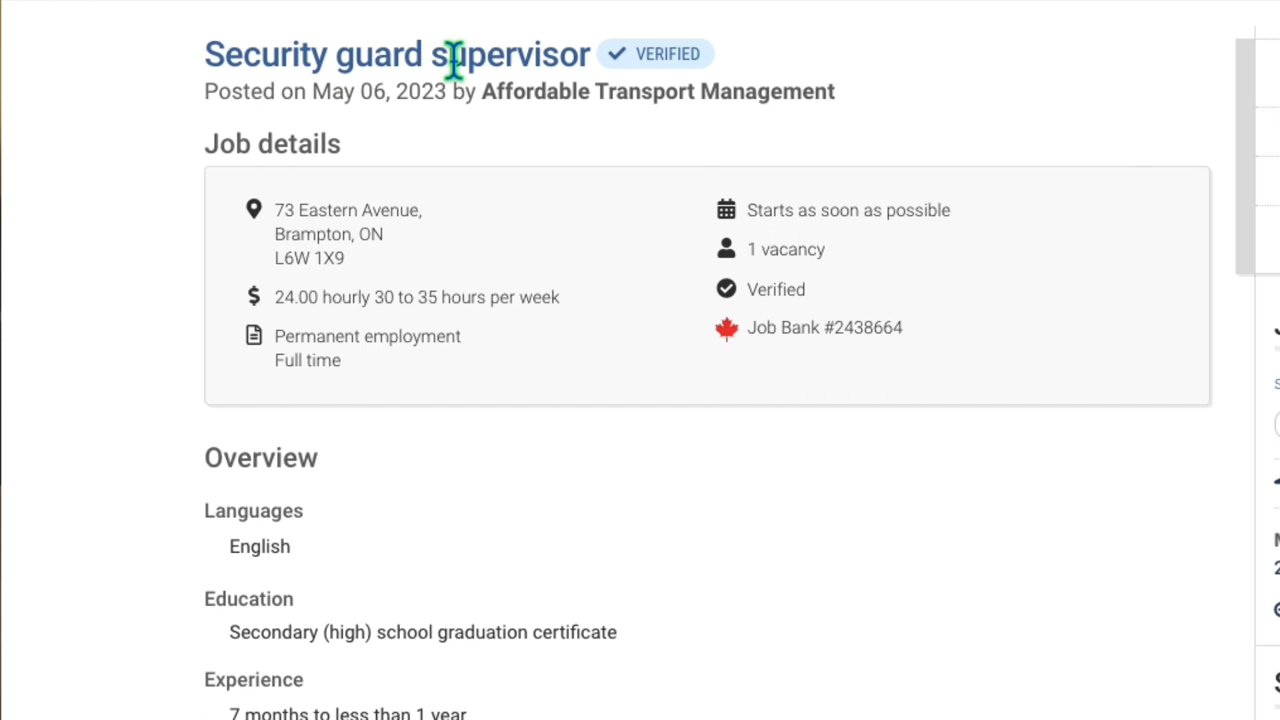 Security guard supervisor VERIFIED
Posted on May 06, 2023 by Affordable Transport Management
Job details
73 Eastern Avenue,
Brampton, ON
L6W 1X9
24.00 hourly 30 to 35 hours per week
Permanent employment
Full time
Starts as soon as possible
1 vacancy
Verified
Job Bank #2438664
Overview
Languages
English
Education
Secondary (high) school graduation certificate
Experience
7 months to less than 1 year